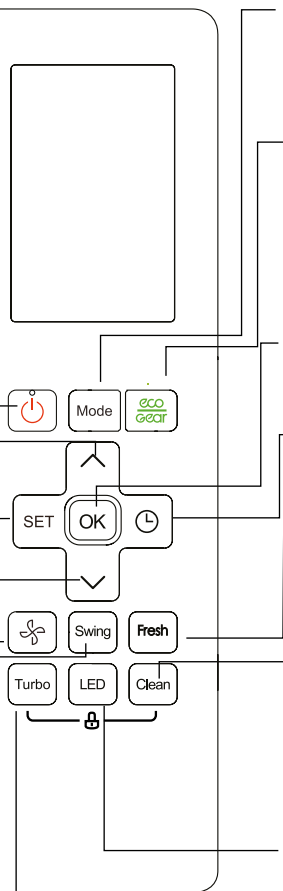 Mode
eco
Gear
SET
OK
Swing
Fresh
Turbo
LED
Clean